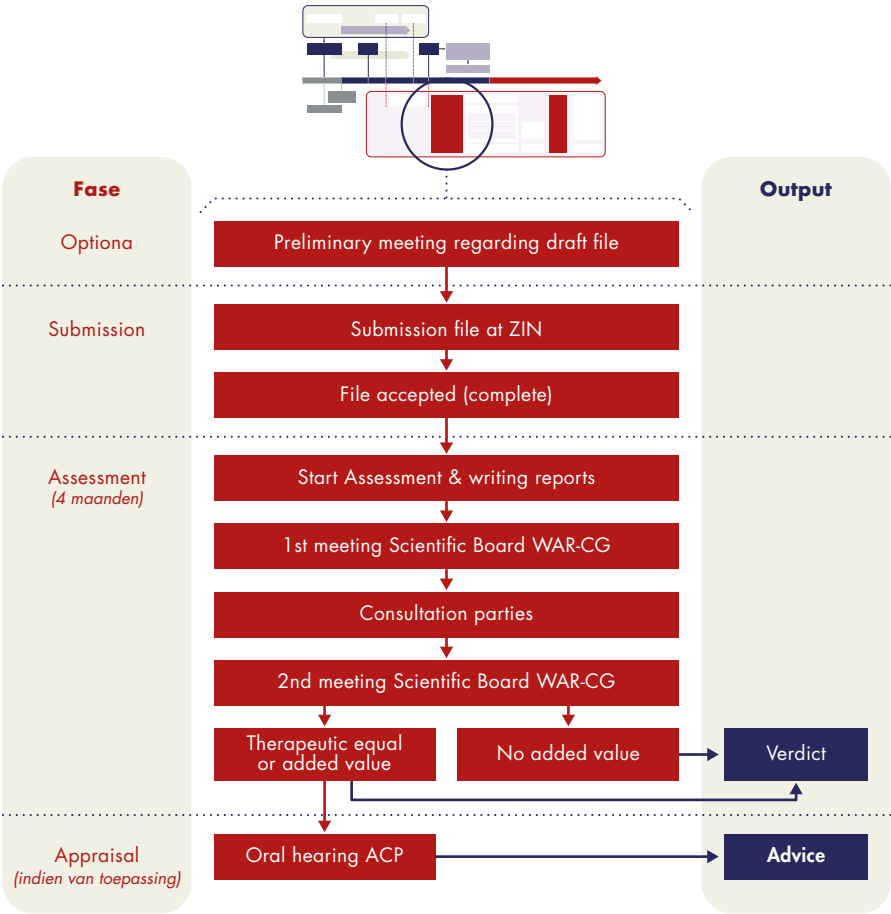 Fase
Output
Optiona
Preliminary meeting regarding draft file
Submission
Submission file at ZIN
File accepted (complete)
Assessment
(4 maanden)
Start Assessment & writing reports
1st meeting Scientific Board WAR-CG
Consultation parties
2nd meeting Scientific Board WAR-CG
Therapeutic equal
or added value
No added value
Verdict
Appraisal
(indien van toepassing)
Oral hearing ACP
Advice